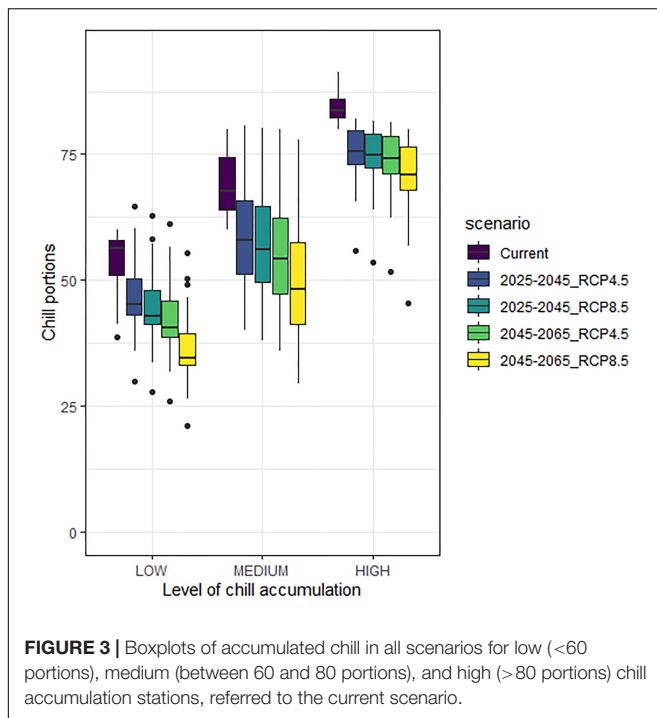 75
50
25
0
Chill portions
LOW MEDIUM HIGH
Level of chill accumulation
scenario
Current
2025-2045_RCP4.5
2025-2045_RCP8.5
2045-2065_RCP4.5
2045-2065_RCP8.5
FIGURE 3 | Boxplots of accumulated chill in all scenarios for low (<60
portions), medium (between 60 and 80 portions), and high (>80 portions) chill
accumulation stations, referred to the current scenario.